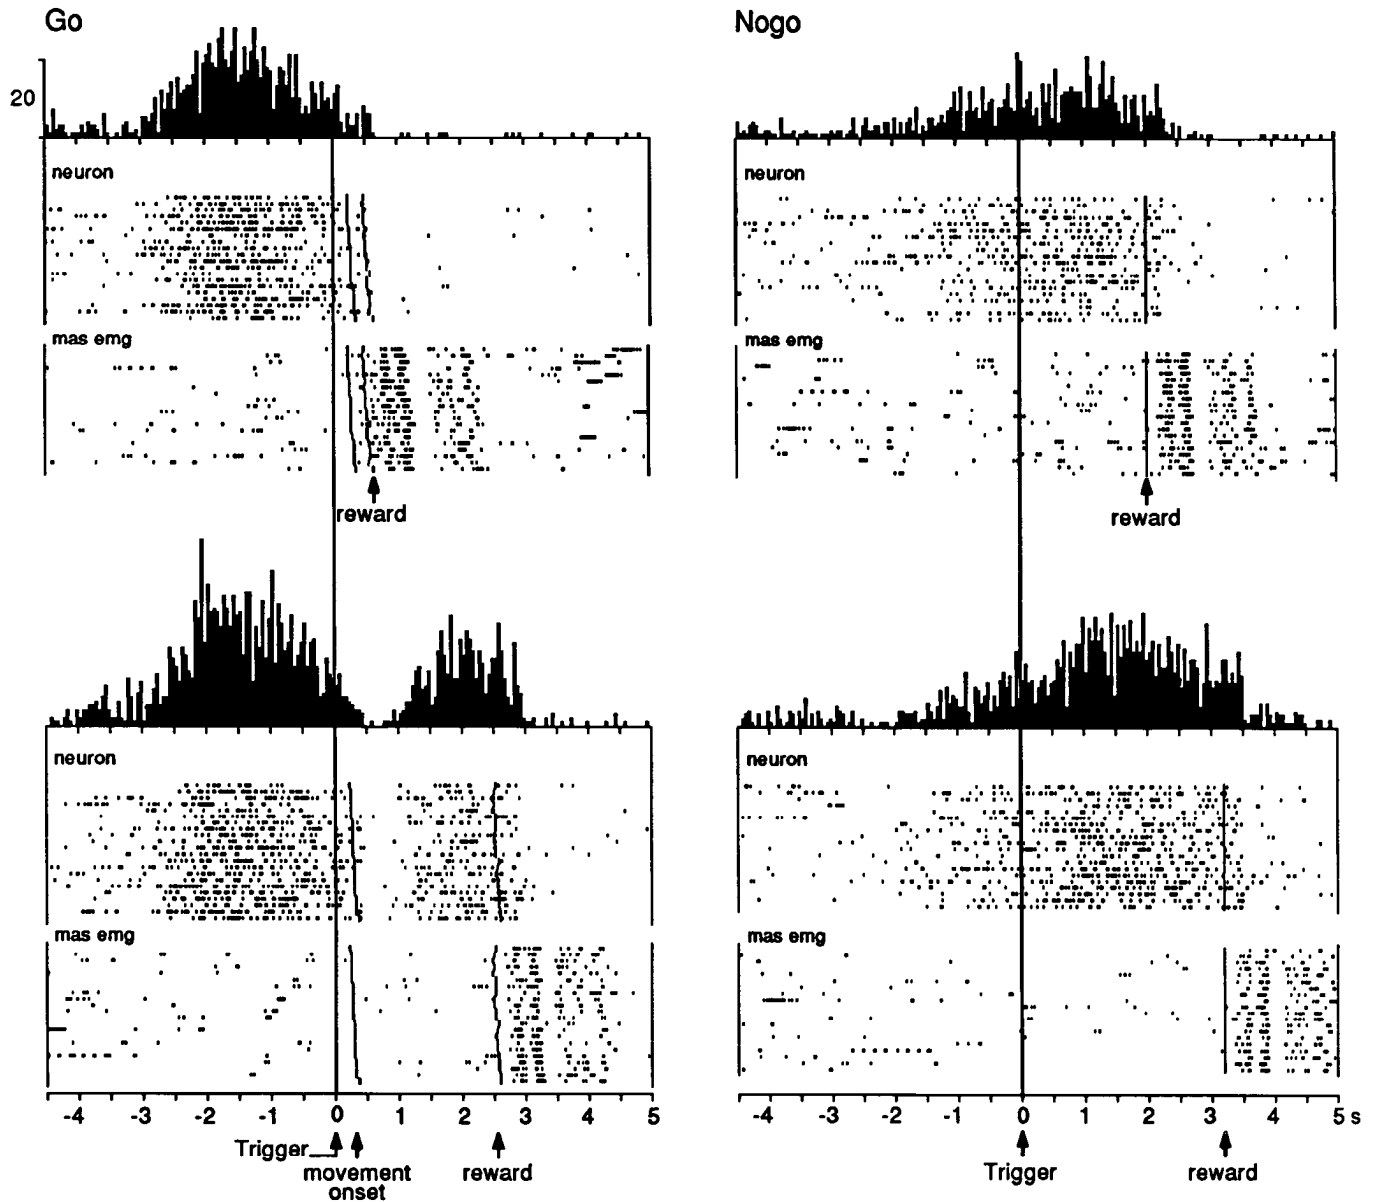 Go
Nogo
20
neuron
neuron
mas emg
mas emg
reward
reward
neuron
neuron
mas emg
mas emg
-4 -3 -2 -1 0 1 2 3 4 5
-4 -3 -2 -1 0 1 2 3 4 5 s
Trigger
movement
onset
reward
Trigger
reward